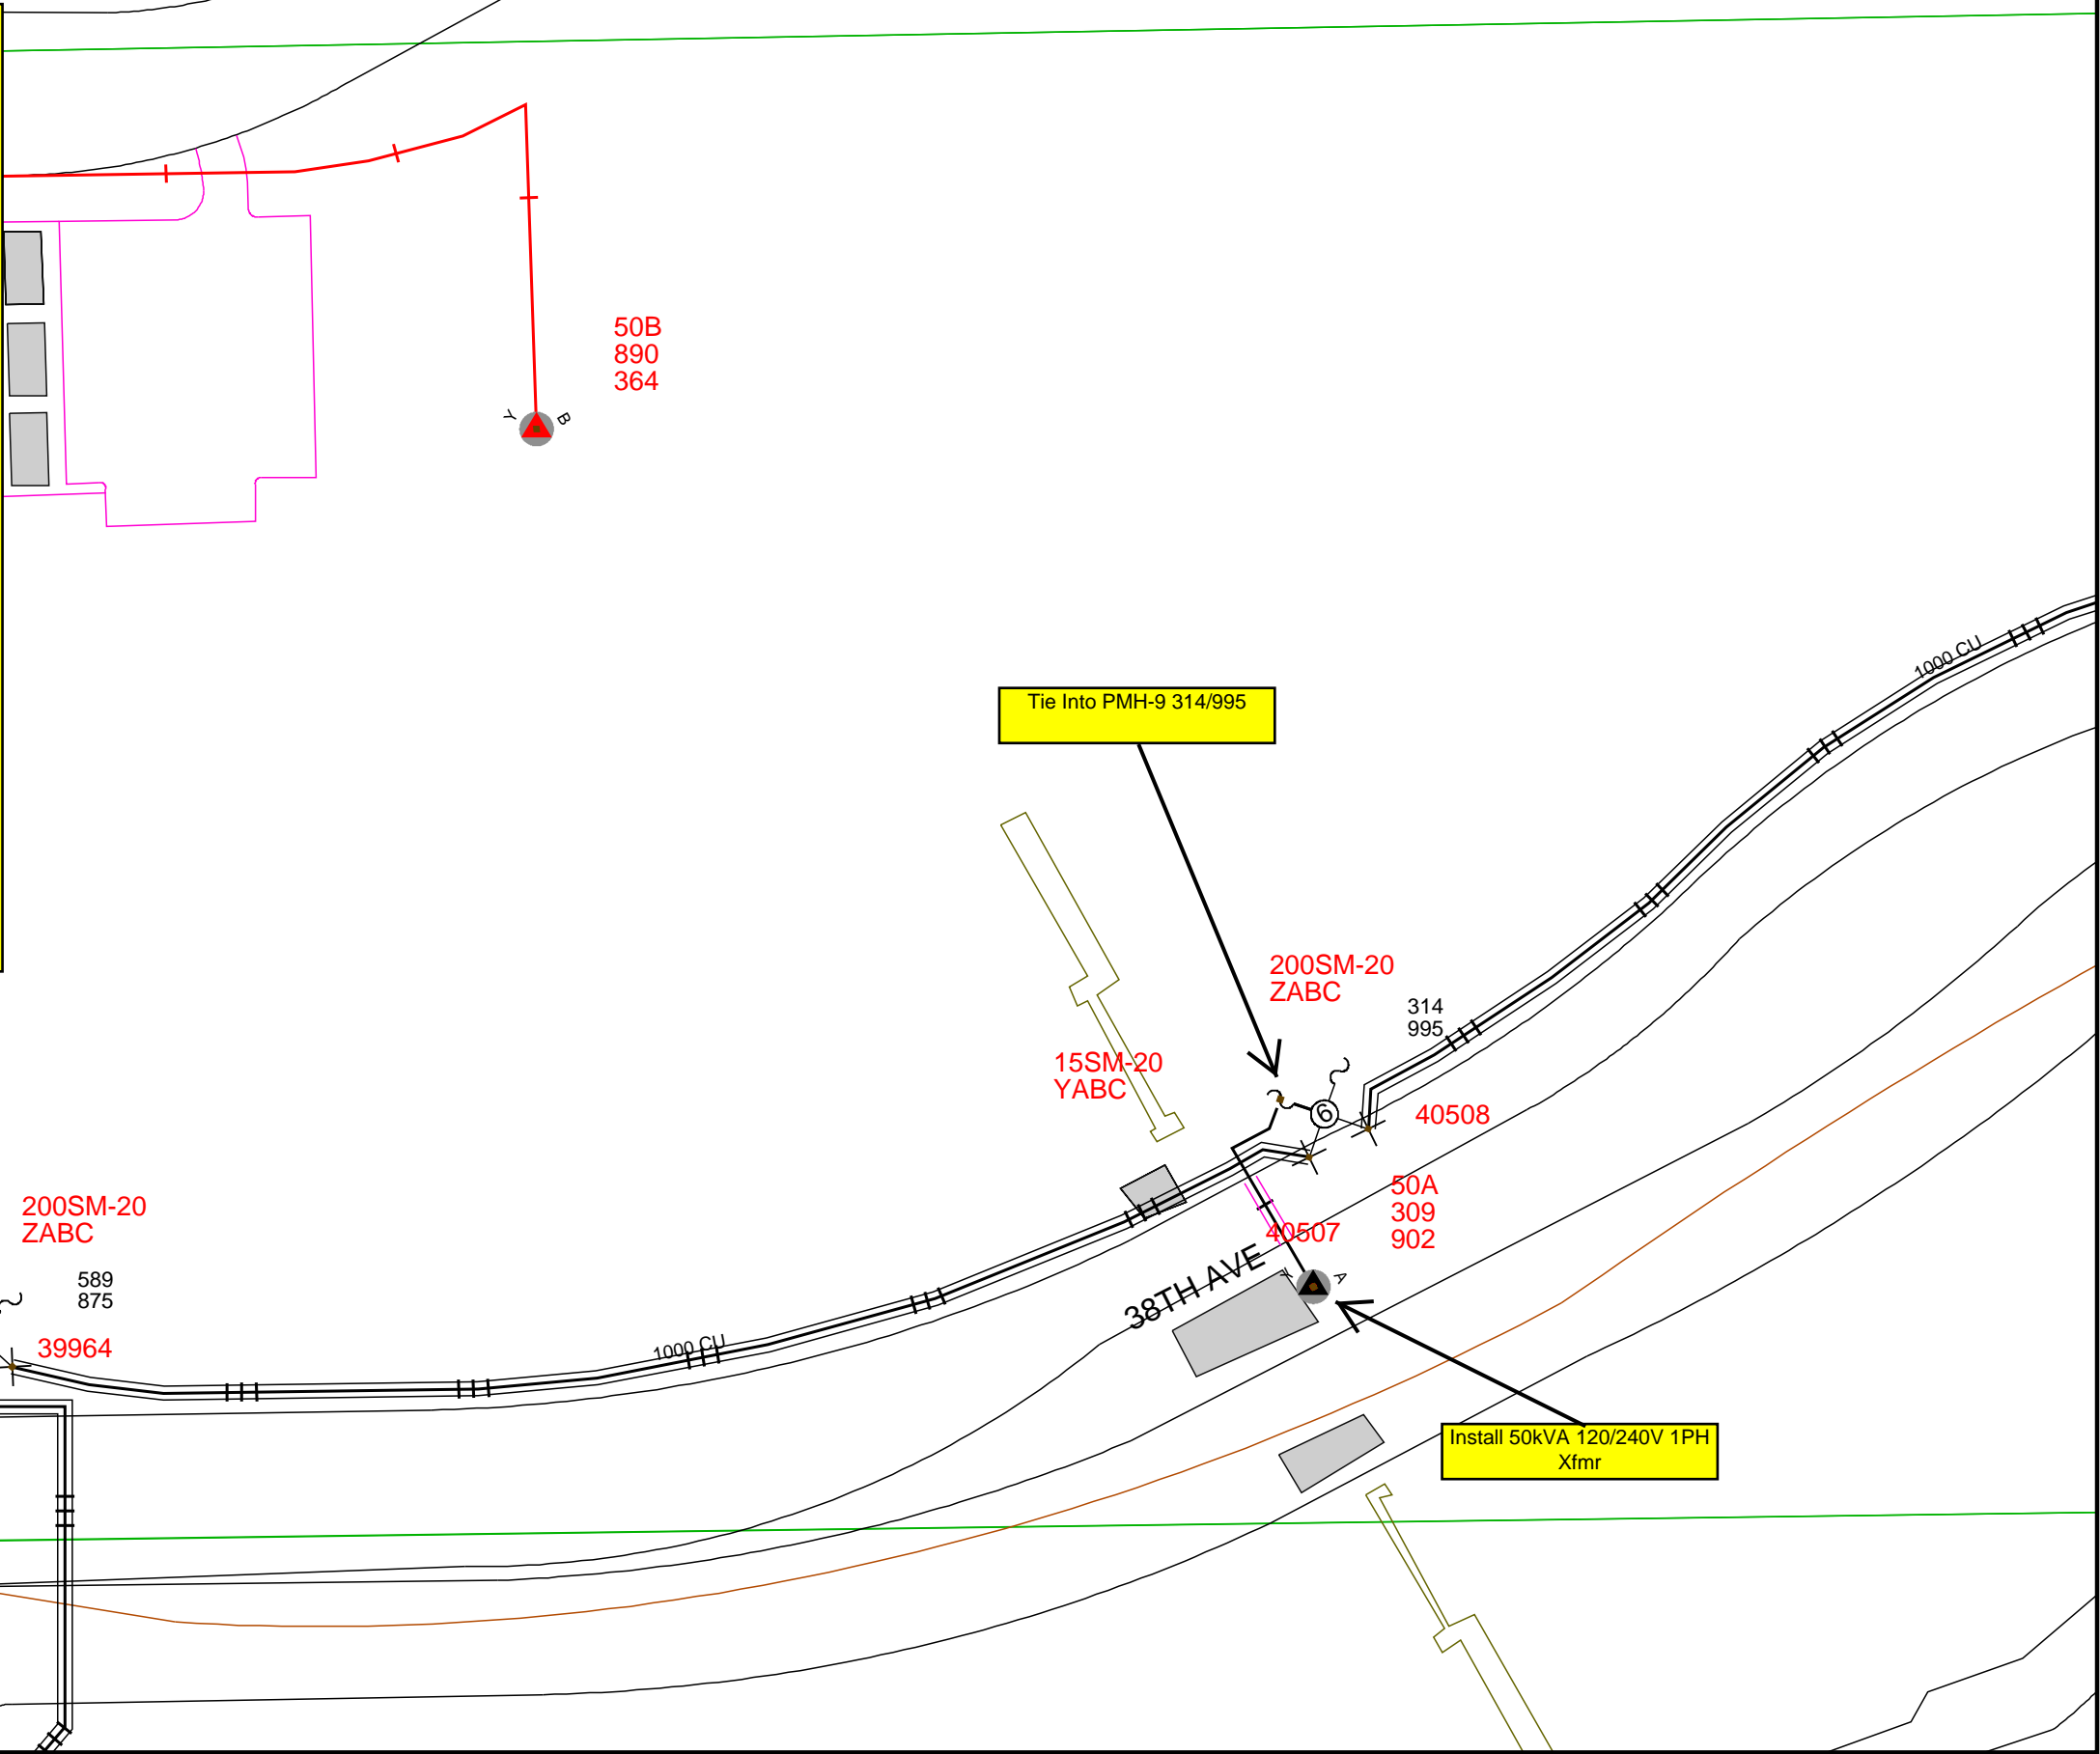 50B
890
364
Y
B
1000 CU
Tie Into PMH-9 314/995
200SM-20
ZABC
314
995
15SM-20
YABC
6
40508
50A
309
902
40507
200SM-20
ZABC
38TH AVE
Y
A
589
875
39964
1000 CU
Install 50kVA 120/240V 1PH
Xfmr